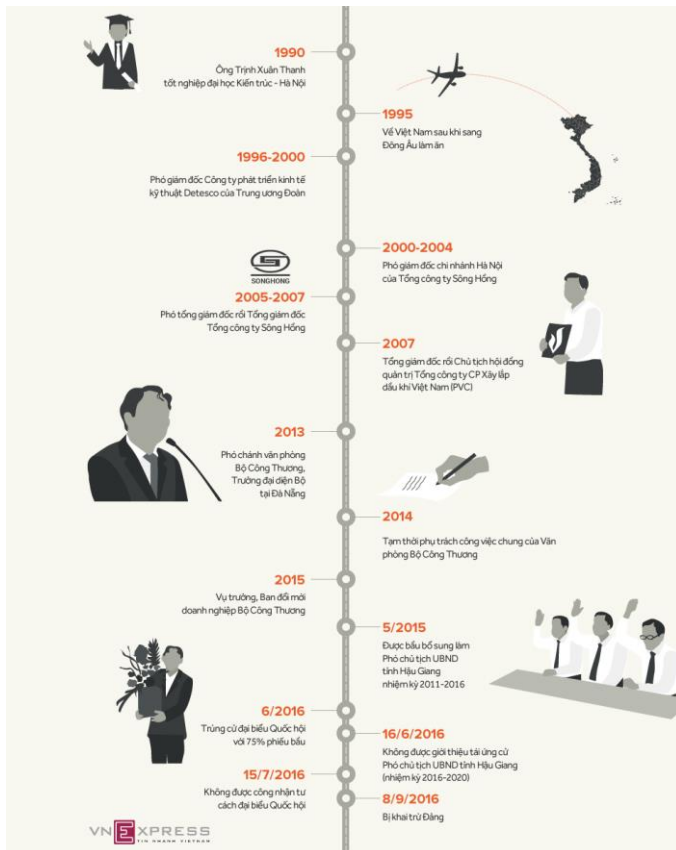 1990
Ông Trịnh Xuân Thanh
tốt nghiệp đại học Kiến trúc - Hà Nội
1995
Về Việt Nam sau khi sang
Đông Âu làm ăn
1996-2000
Phó giám đốc Công ty phát triển kinh tế
kỹ thuật Detesco của Trung ương Đoàn
2000-2004
Phó giám đốc chi nhánh Hà Nội
của Tổng công ty Sông Hồng
SONGHONG
2005-2007
Phó tổng giám đốc rồi Tổng giám đốc
Tổng công ty Sông Hồng
2007
Tổng giám đốc rồi Chủ tịch hội đồng
quản trị Tổng công ty CP Xây lắp
dầu khí Việt Nam (PVC)
2013
Phó chánh văn phòng
Bộ Công Thương,
Trưởng đại diện Bộ
tại Đà Nẵng
2014
Tạm thời phụ trách công việc chung của Văn
phòng Bộ Công Thương
2015
Vụ trưởng, Ban đổi mới
doanh nghiệp Bộ Công Thương
5/2015
Được bầu bổ sung làm
Phó chủ tịch UBND
tỉnh Hậu Giang
nhiệm kỳ 2011-2016
6/2016
Trúng cử đại biểu Quốc hội
với 75% phiếu bầu
16/6/2016
Không được giới thiệu tái ứng cử
Phó chủ tịch UBND tỉnh Hậu Giang
(nhiệm kỳ 2016-2020)
15/7/2016
Không được công nhận tư
cách đại biểu Quốc hội
8/9/2016
Bị khai trừ Đảng
VNEXPRESS
TIN NHANH VIETNAM